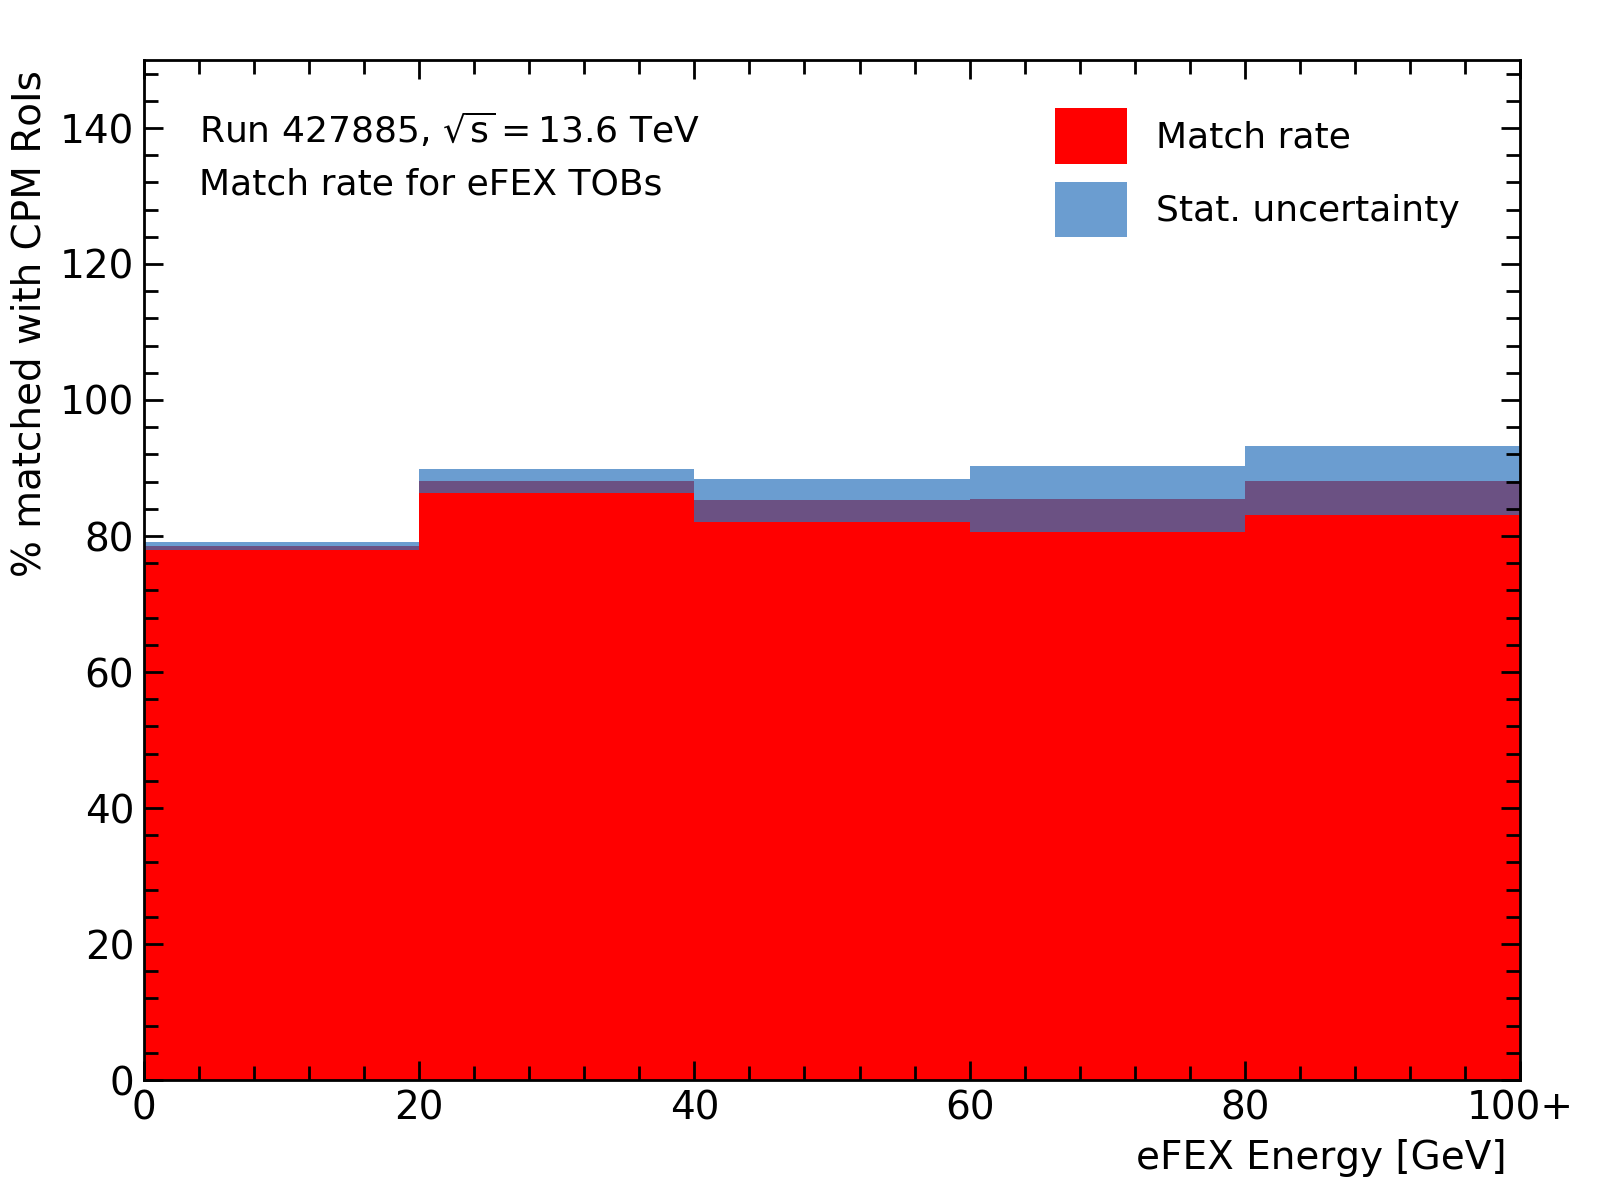 Run 427885, √s = 13.6 TeV
Match rate for eFEX TOBs
Match rate
Stat. uncertainty
% matched with CPM RoIs
140
120
100
80
60
40
20
0
0 20 40 60 80 100+
eFEX Energy [GeV]